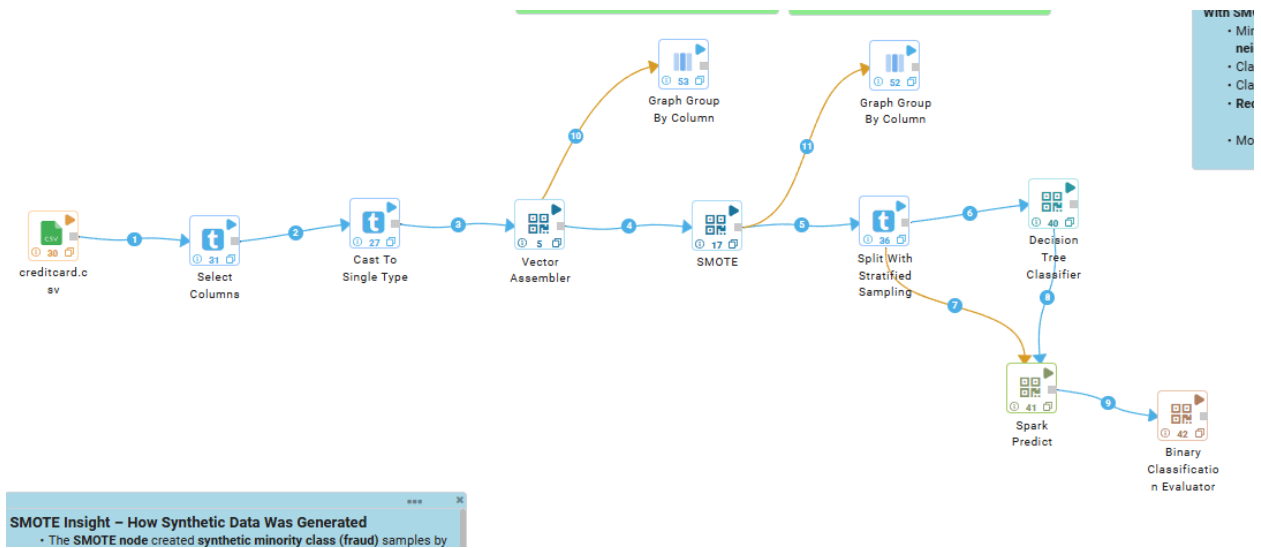 With SM
• Mir
nei
• Cla
• Cla
• Rec
• Mo
53
Graph Group
By Column
52
Graph Group
By Column
10
11
CSV
30
creditcard.c
sv
1
31
Select
Columns
2
t
27
Cast To
Single Type
3
5
Vector
Assembler
4
17
SMOTE
5
t
36
Split With
Stratified
Sampling
6
40
Decision
Tree
Classifier
7
8
41
Spark
Predict
9
42
Binary
Classificatio
n Evaluator
SMOTE Insight – How Synthetic Data Was Generated
• The SMOTE node created synthetic minority class (fraud) samples by